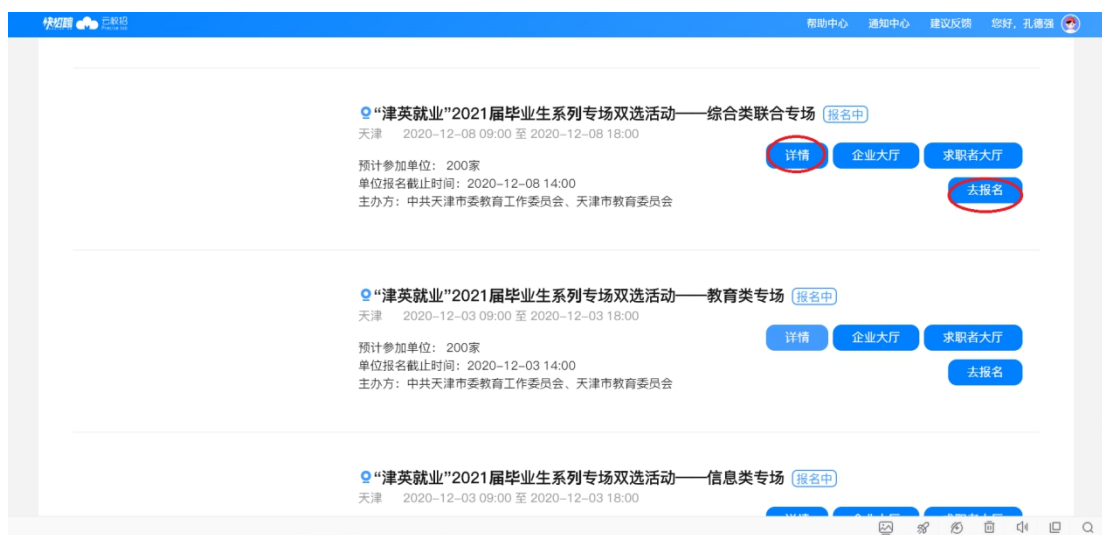 快招聘 云校招 帮助中心 通知中心 建议反馈 您好, 孔德强
“津英就业”2021届毕业生系列专场双选活动——综合类联合专场 报名中
天津 2020-12-08 09:00 至 2020-12-08 18:00
详情 企业大厅 求职者大厅
预计参加单位： 200家
单位报名截止时间：2020-12-08 14:00
去报名
主办方：中共天津市委教育工作委员会、天津市教育委员会
“津英就业”2021届毕业生系列专场双选活动——教育类专场 报名中
天津 2020-12-03 09:00 至 2020-12-03 18:00
详情 企业大厅 求职者大厅
预计参加单位： 200家
单位报名截止时间：2020-12-03 14:00
去报名
主办方：中共天津市委教育工作委员会、天津市教育委员会
“津英就业”2021届毕业生系列专场双选活动——信息类专场 报名中
天津 2020-12-03 09:00 至 2020-12-03 18:00